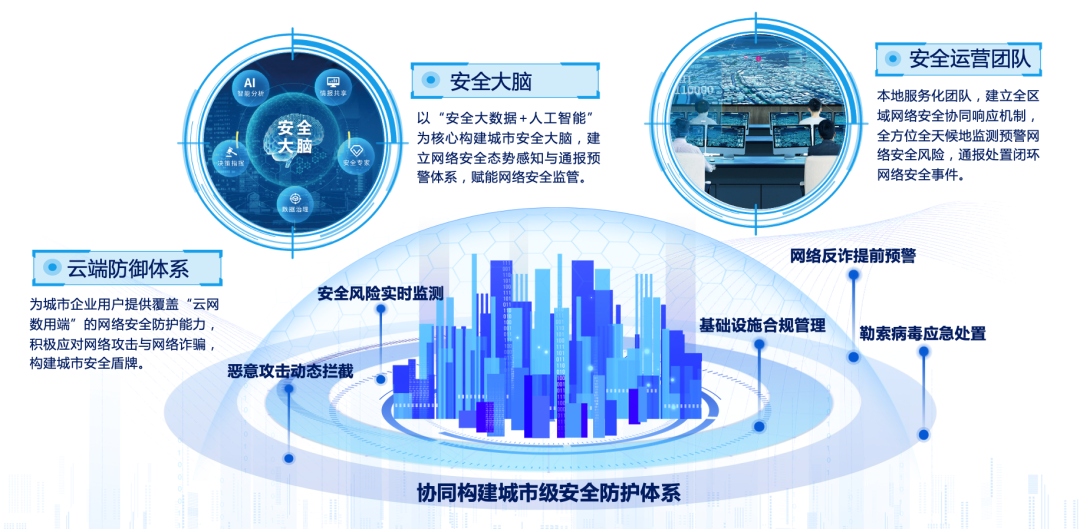 安全大脑
以“安全大数据+人工智能”
为核心构建城市安全大脑，建
立网络安全态势感知与通报预
警体系，赋能网络安全监管。
AI
智能分析
情报共享
安全
大脑
决策指挥
安全专家
数据治理
安全运营团队
本地服务化团队，建立全区
域网络安全协同响应机制，
全方位全天候地监测预警网
络安全风险，通报处置闭环
网络安全事件。
110000
云端防御体系
为城市企业用户提供覆盖“云网
数用端”的网络安全防护能力，
积极应对网络攻击与网络诈骗，
构建城市安全盾牌。
安全风险实时监测
恶意攻击动态拦截
网络反诈提前预警
基础设施合规管理
勒索病毒应急处置
协同构建城市级安全防护体系